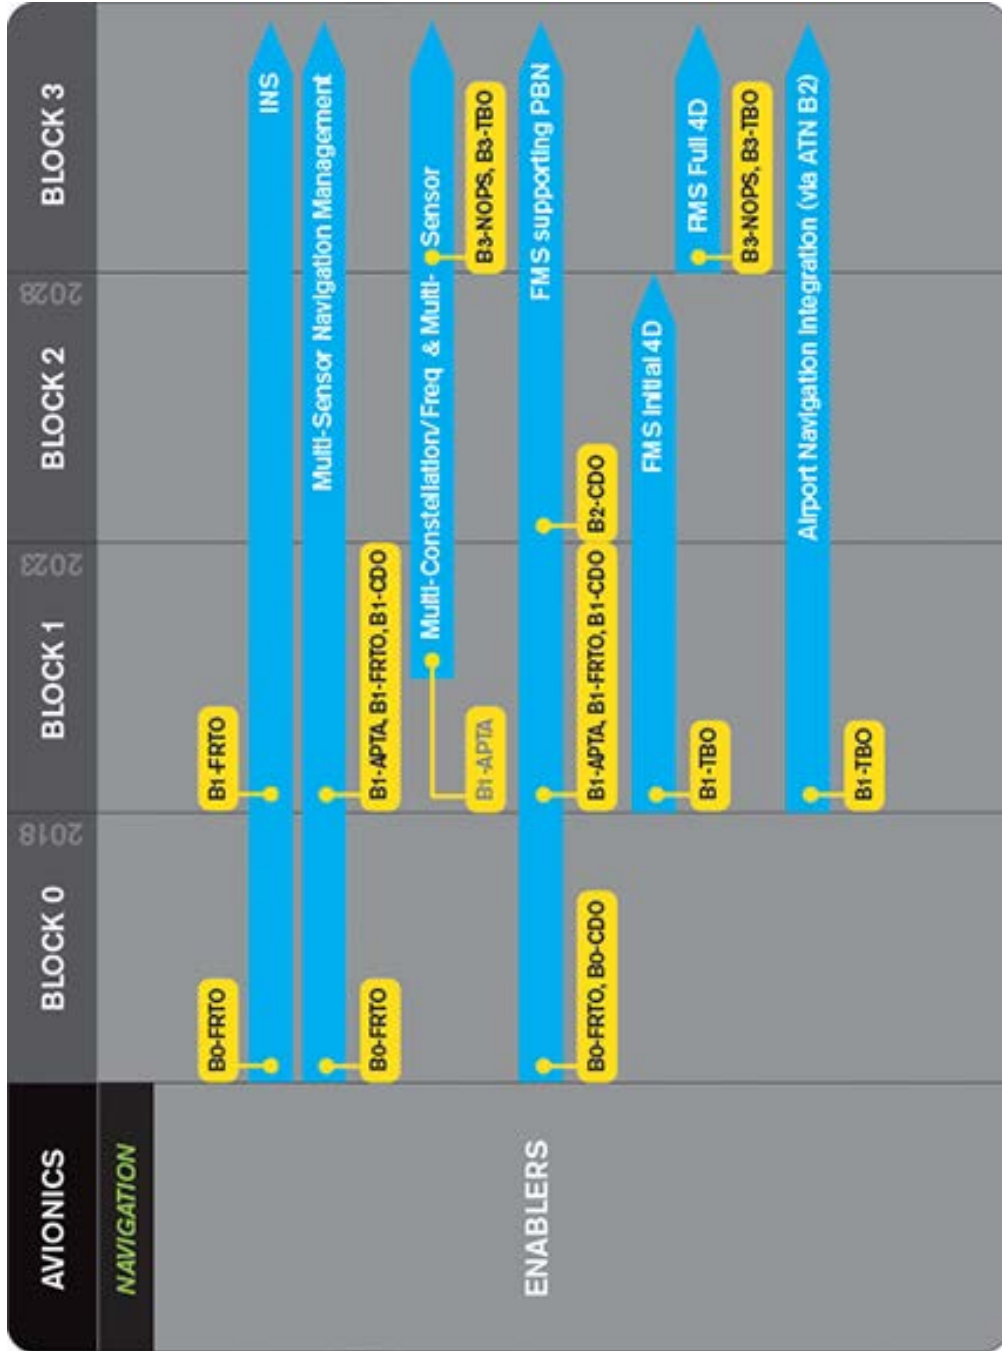 AVIONICS
BLOCK 0
2018
BLOCK 1
2023
BLOCK 2
2028
BLOCK 3
NAVIGATION
ENABLERS
B0-FRTO
B1-FRTO
INS
Multi-Sensor Navigation Management
B0-FRTO
B1-APTA, B1-FRTO, B1-CDO
Multi-Constellation/Freq & Multi- Sensor
B1-APTA
B3-NOPS, B3-TBO
FMS supporting PBN
B0-FRTO, B0-CDO
B1-APTA, B1-FRTO, B1-CDO
B2-CDO
FMS Initial 4D
B1-TBO
FMS Full 4D
B3-NOPS, B3-TBO
Airport Navigation Integration (via ATN B2)
B1-TBO